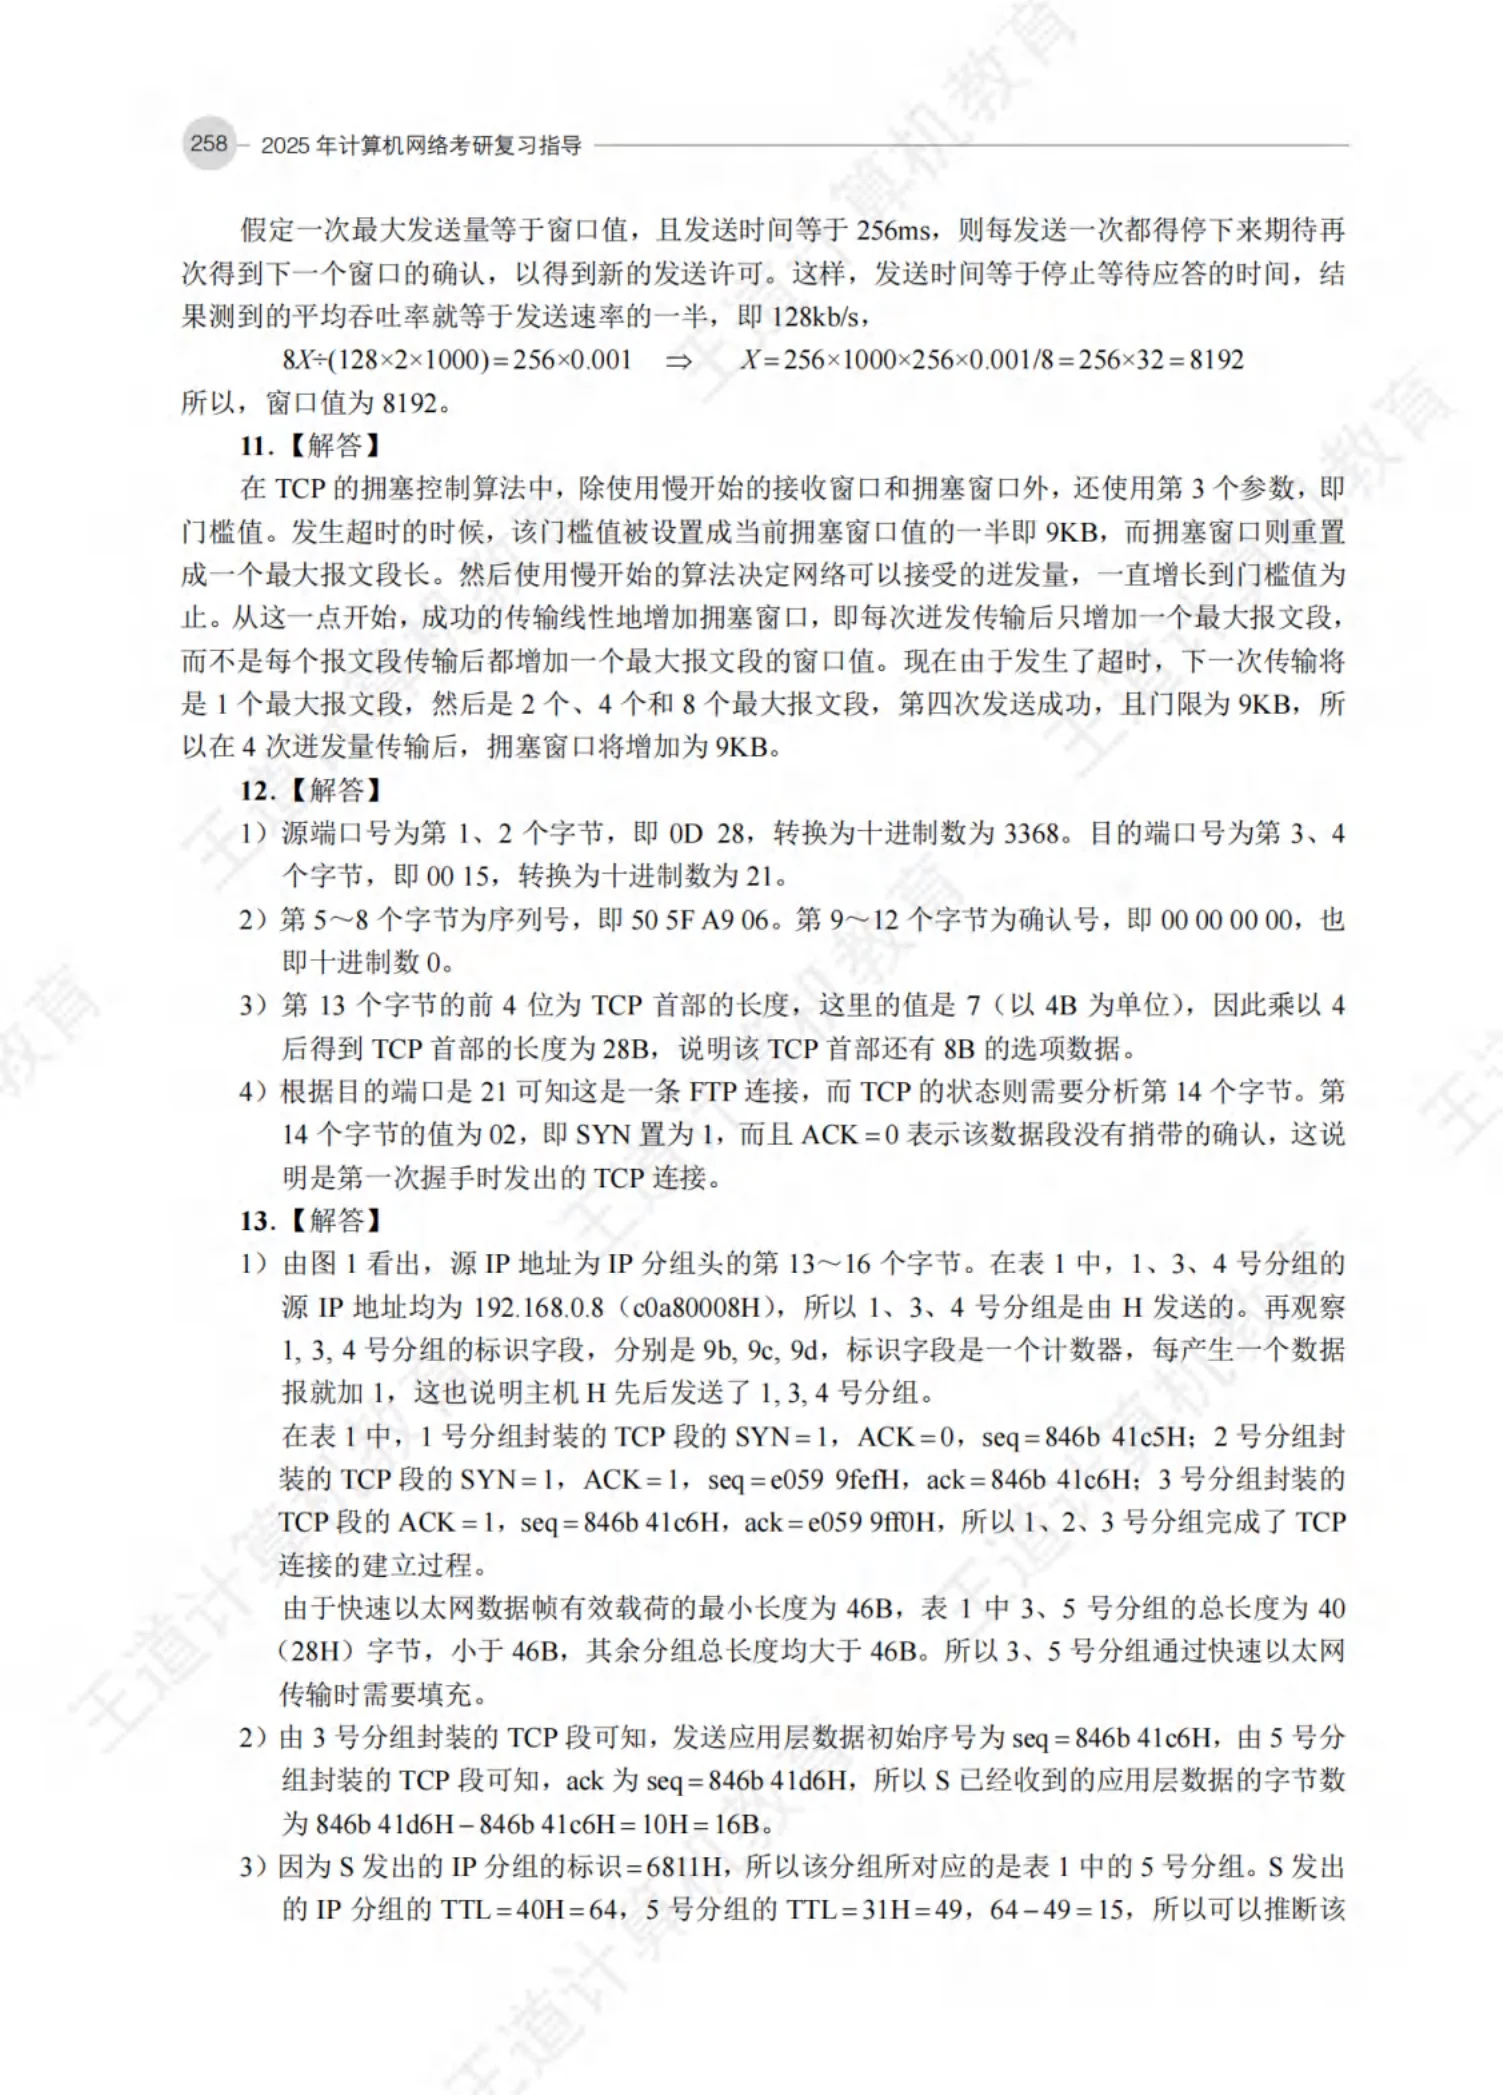 258 2025 年计算机网络考研复习指导
假定一次最大发送量等于窗口值，且发送时间等于 256ms，则每发送一次都得停下来期待再
次得到下一个窗口的确认，以得到新的发送许可。这样，发送时间等于停止等待应答的时间，结
果测到的平均吞吐率就等于发送速率的一半，即 128kb/s，
8X÷(128×2×1000)=256×0.001 ⇒ X=256×1000×256×0.001/8=256×32=8192
所以，窗口值为 8192。
11.【解答】
在 TCP 的拥塞控制算法中，除使用慢开始的接收窗口和拥塞窗口外，还使用第 3 个参数，即
门槛值。发生超时的时候，该门槛值被设置成当前拥塞窗口值的一半即 9KB，而拥塞窗口则重置
成一个最大报文段长。然后使用慢开始的算法决定网络可以接受的迸发量，一直增长到门槛值为
止。从这一点开始，成功的传输线性地增加拥塞窗口，即每次迸发传输后只增加一个最大报文段，
而不是每个报文段传输后都增加一个最大报文段的窗口值。现在由于发生了超时，下一次传输将
是 1 个最大报文段，然后是 2 个、4 个和 8 个最大报文段，第四次发送成功，且门限为 9KB，所
以在 4 次迸发量传输后，拥塞窗口将增加为 9KB。
12.【解答】
1）源端口号为第 1、2 个字节，即 0D 28，转换为十进制数为 3368。目的端口号为第 3、4
个字节，即 00 15，转换为十进制数为 21。
2）第 5～8 个字节为序列号，即 50 5F A9 06。第 9～12 个字节为确认号，即 00 00 00 00，也
即十进制数 0。
3）第 13 个字节的前 4 位为 TCP 首部的长度，这里的值是 7（以 4B 为单位），因此乘以 4
后得到 TCP 首部的长度为 28B，说明该 TCP 首部还有 8B 的选项数据。
4）根据目的端口是 21 可知这是一条 FTP 连接，而 TCP 的状态则需要分析第 14 个字节。第
14 个字节的值为 02，即 SYN 置为 1，而且 ACK=0 表示该数据段没有捎带的确认，这说
明是第一次握手时发出的 TCP 连接。
13.【解答】
1）由图 1 看出，源 IP 地址为 IP 分组头的第 13～16 个字节。在表 1 中，1、3、4 号分组的
源 IP 地址均为 192.168.0.8（c0a80008H），所以 1、3、4 号分组是由 H 发送的。再观察
1, 3, 4 号分组的标识字段，分别是 9b, 9c, 9d，标识字段是一个计数器，每产生一个数据
报就加 1，这也说明主机 H 先后发送了 1, 3, 4 号分组。
在表 1 中，1 号分组封装的 TCP 段的 SYN=1，ACK=0，seq=846b 41c5H；2 号分组封
装的 TCP 段的 SYN=1，ACK=1，seq=e059 9fefH，ack=846b 41c6H；3 号分组封装的
TCP 段的 ACK=1，seq=846b 41c6H，ack=e059 9ff0H，所以 1、2、3 号分组完成了 TCP
连接的建立过程。
由于快速以太网数据帧有效载荷的最小长度为 46B，表 1 中 3、5 号分组的总长度为 40
（28H）字节，小于 46B，其余分组总长度均大于 46B。所以 3、5 号分组通过快速以太网
传输时需要填充。
2）由 3 号分组封装的 TCP 段可知，发送应用层数据初始序号为 seq=846b 41c6H，由 5 号分
组封装的 TCP 段可知，ack 为 seq=846b 41d6H，所以 S 已经收到的应用层数据的字节数
为 846b 41d6H−846b 41c6H=10H=16B。
3）因为 S 发出的 IP 分组的标识=6811H，所以该分组所对应的是表 1 中的 5 号分组。S 发出
的 IP 分组的 TTL=40H=64，5 号分组的 TTL=31H=49，64−49=15，所以可以推断该